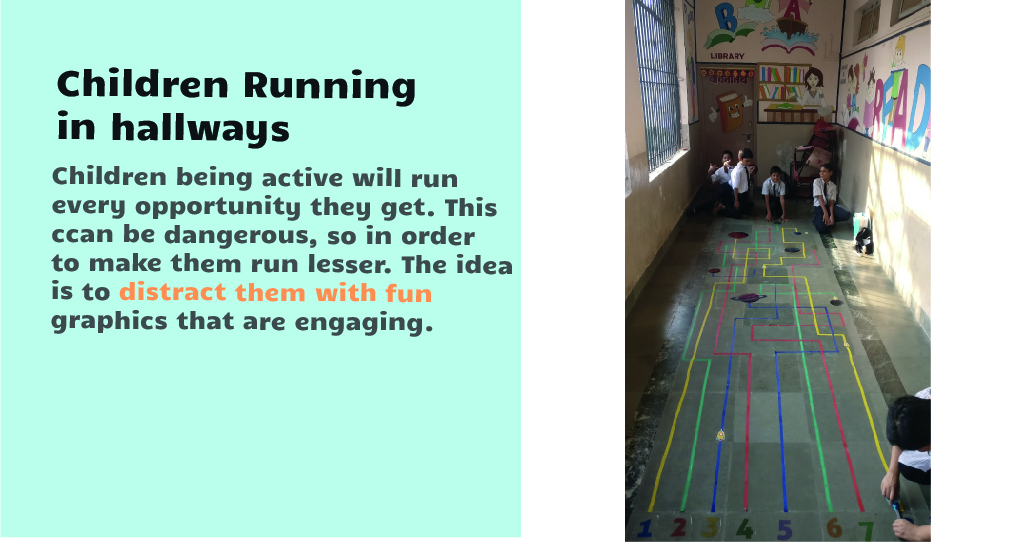 Children Running
in hallways
Children being active will run
every opportunity they get. This
ccan be dangerous, so in order
to make them run lesser. The idea
is to distract them with fun
graphics that are engaging.
LIBRARY
READ
1 2 3 4 5 6 7